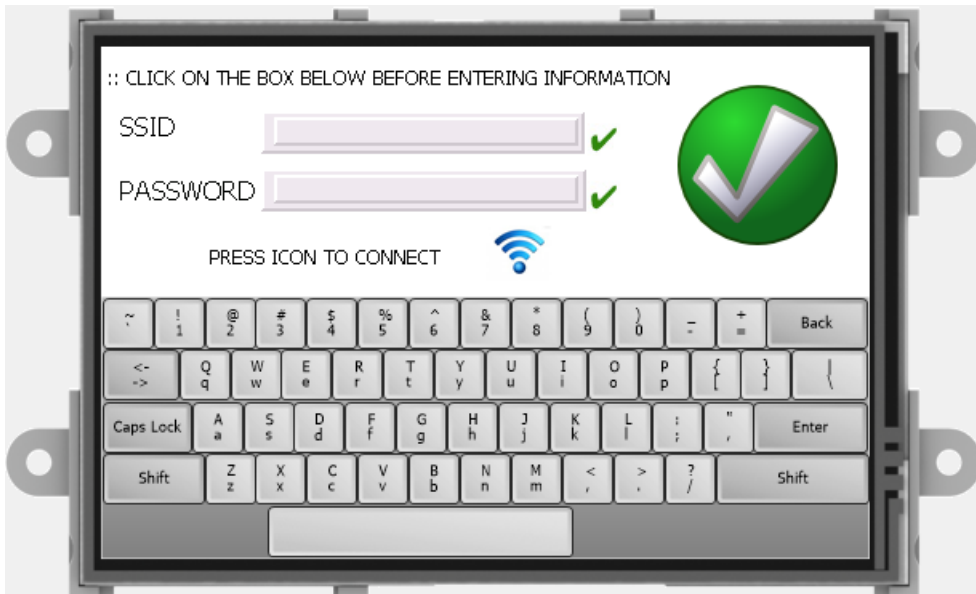 :: CLICK ON THE BOX BELOW BEFORE ENTERING INFORMATION
SSID
PASSWORD
PRESS ICON TO CONNECT
~ ! @ # $ % ^ & * ( ) _ + Back
` 1 2 3 4 5 6 7 8 9 0 - =
<- Q W E R T Y U I O P { } |
-> q w e r t y u i o p [ ] \
Caps Lock A S D F G H J K L : " Enter
a s d f g h j k l ; ,
Shift Z X C V B N M < > ? Shift
z x c v b n m , . /